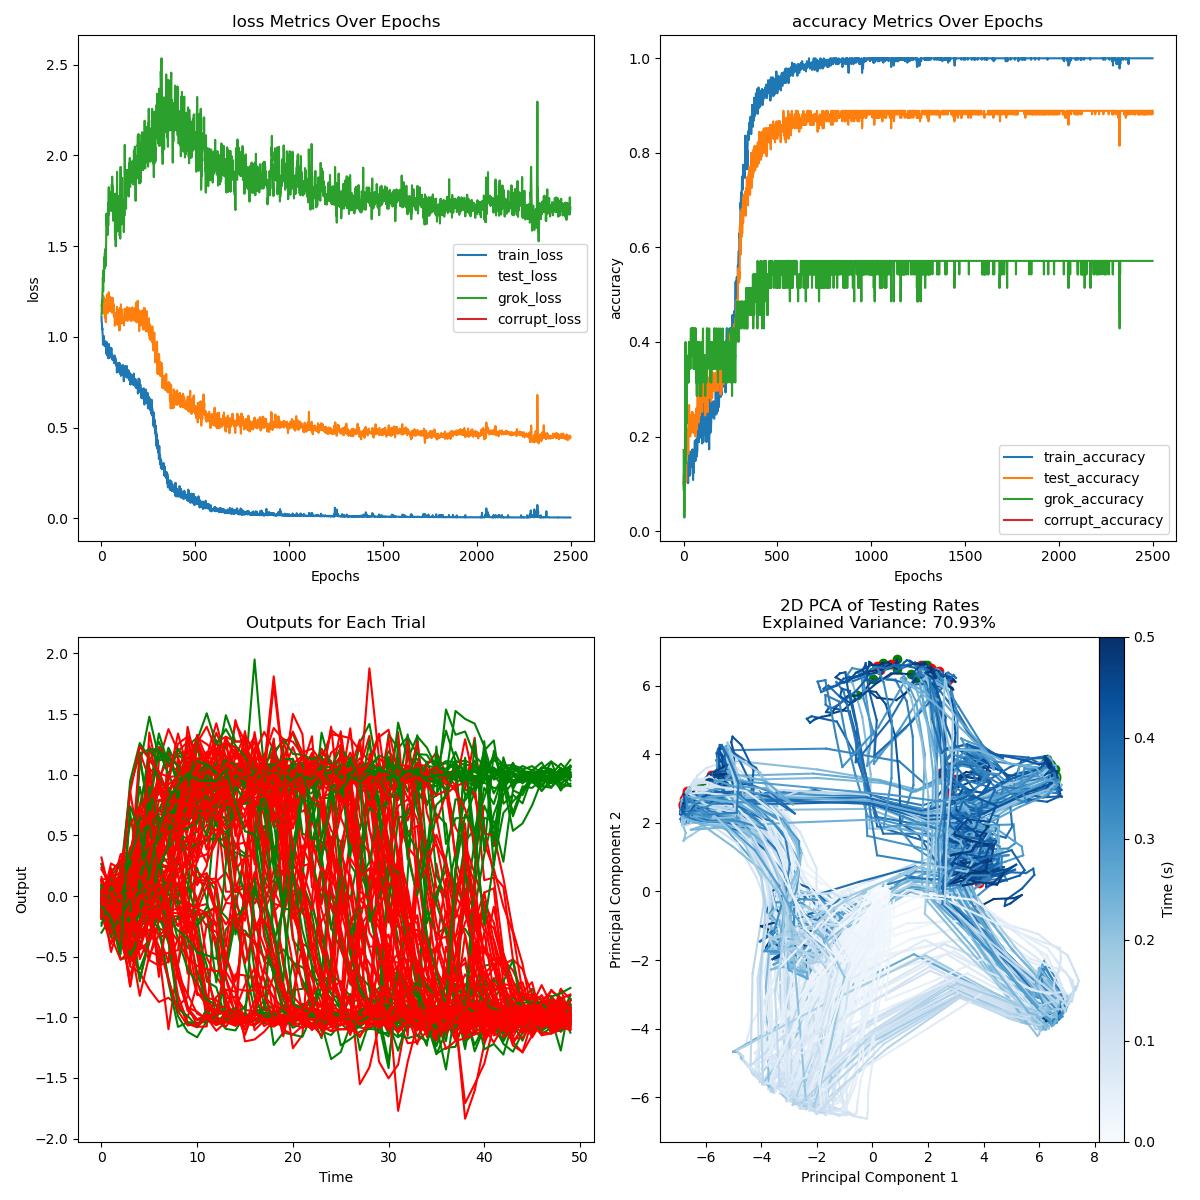 loss Metrics Over Epochs
2.5
2.0
1.5
1.0
0.5
0.0
loss
0
500
1000
1500
2000
2500
Epochs
train_loss
test_loss
grok_loss
corrupt_loss
accuracy Metrics Over Epochs
1.0
0.8
0.6
0.4
0.2
0.0
accuracy
0
500
1000
1500
2000
2500
Epochs
train_accuracy
test_accuracy
grok_accuracy
corrupt_accuracy
Outputs for Each Trial
2.0
1.5
1.0
0.5
0.0
−0.5
−1.0
−1.5
−2.0
Output
0
10
20
30
40
50
Time
2D PCA of Testing Rates
Explained Variance: 70.93%
6
4
2
0
−2
−4
−6
Principal Component 2
−6
−4
−2
0
2
4
6
8
Principal Component 1
0.5
0.4
0.3
0.2
0.1
0.0
Time (s)